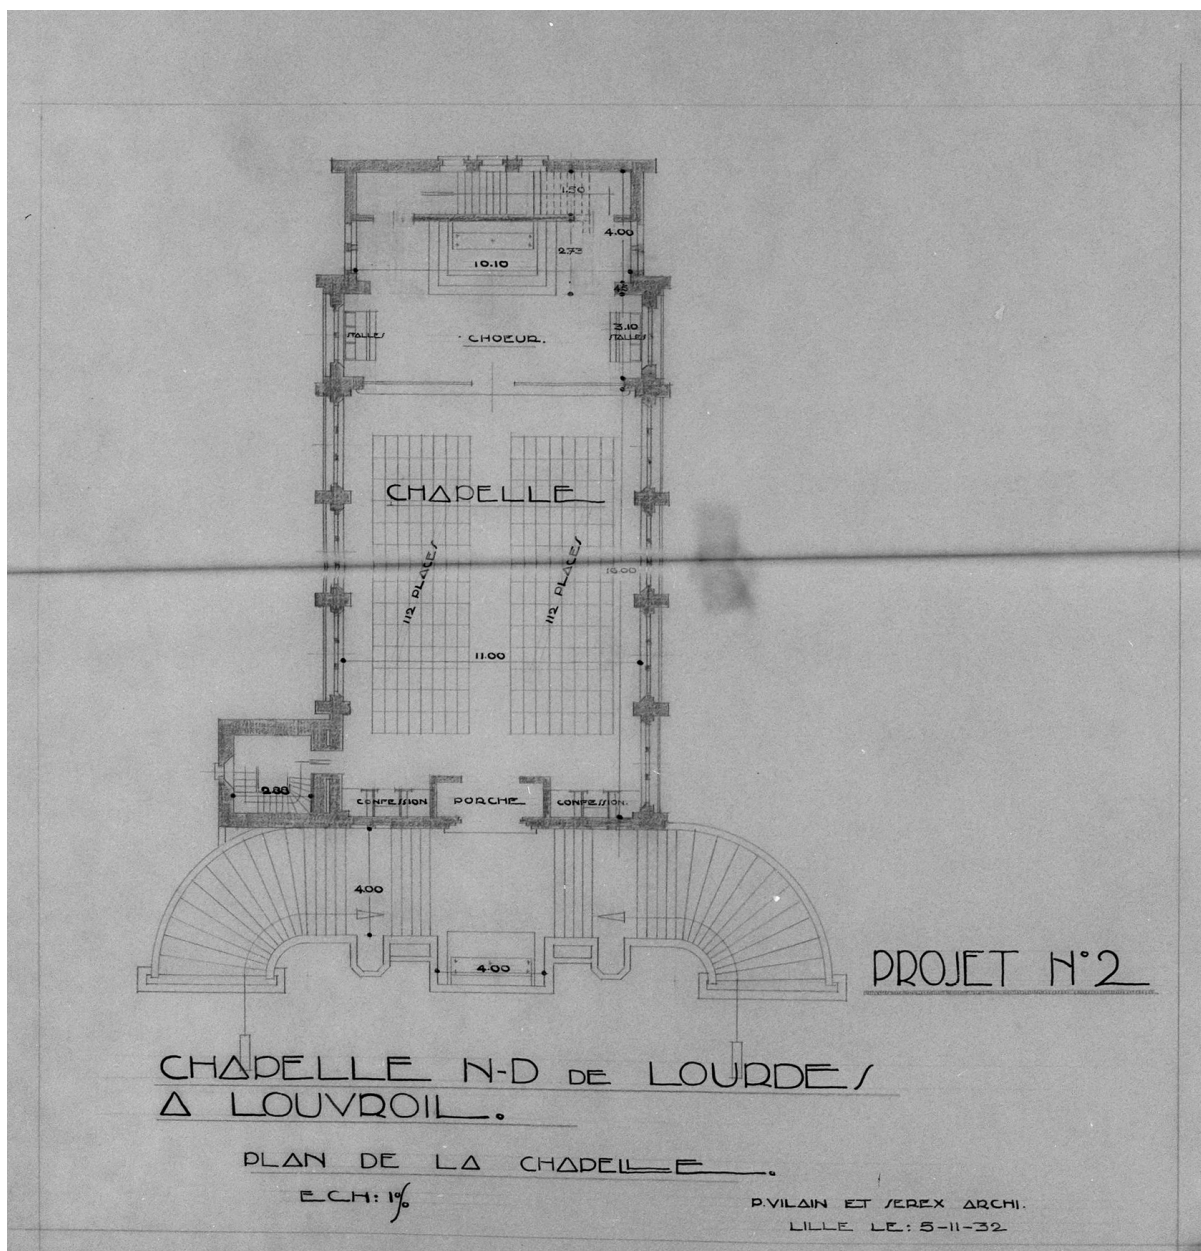 1.50
4.00
2.73
10.10
45
3.10
STALLES
STALLES
CHOEUR.
CHAPELLE
112 PLACES
112 PLACES
16.00
11.00
2.88
CONFESSION
PORCHE
CONFESSION.
4.00
4.00
PROJET N°2
CHAPELLE N-D DE LOURDES
A LOUVROIL.
PLAN DE LA CHAPELLE.
ECH: 1%
P. VILAIN ET SEREX ARCHI.
LILLE LE: 5-11-32